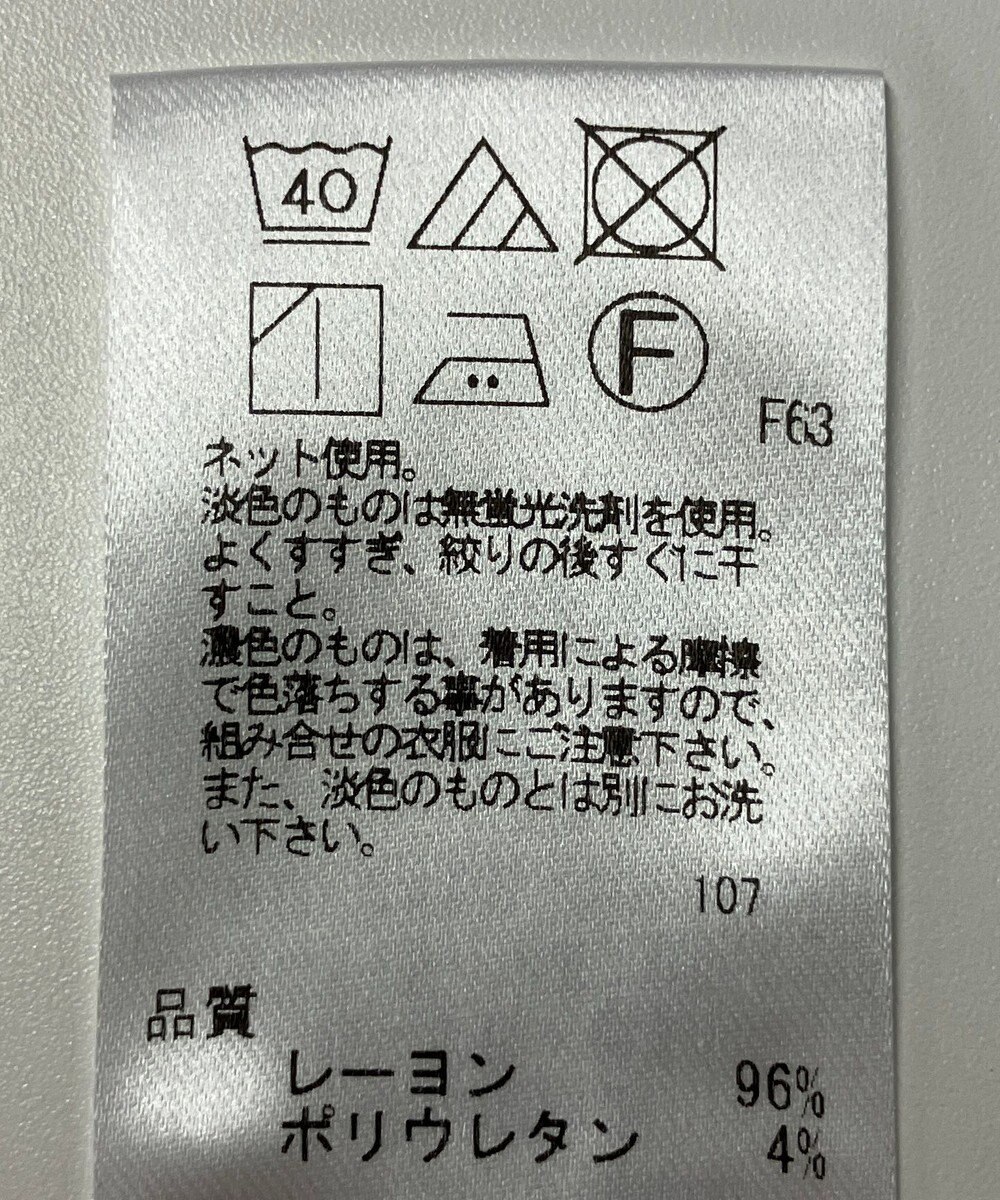 40
F
F63
ネット使用。
淡色のものは無蛍光洗剤を使用。
よくすすぎ、絞りの後すぐに干
すこと。
濃色のものは、着用による摩擦
で色落ちする事がありますので、
組み合せの衣服にご注意下さい。
また、淡色のものとは別にお洗
い下さい。
107
品質
レーヨン 96%
ポリウレタン 4%